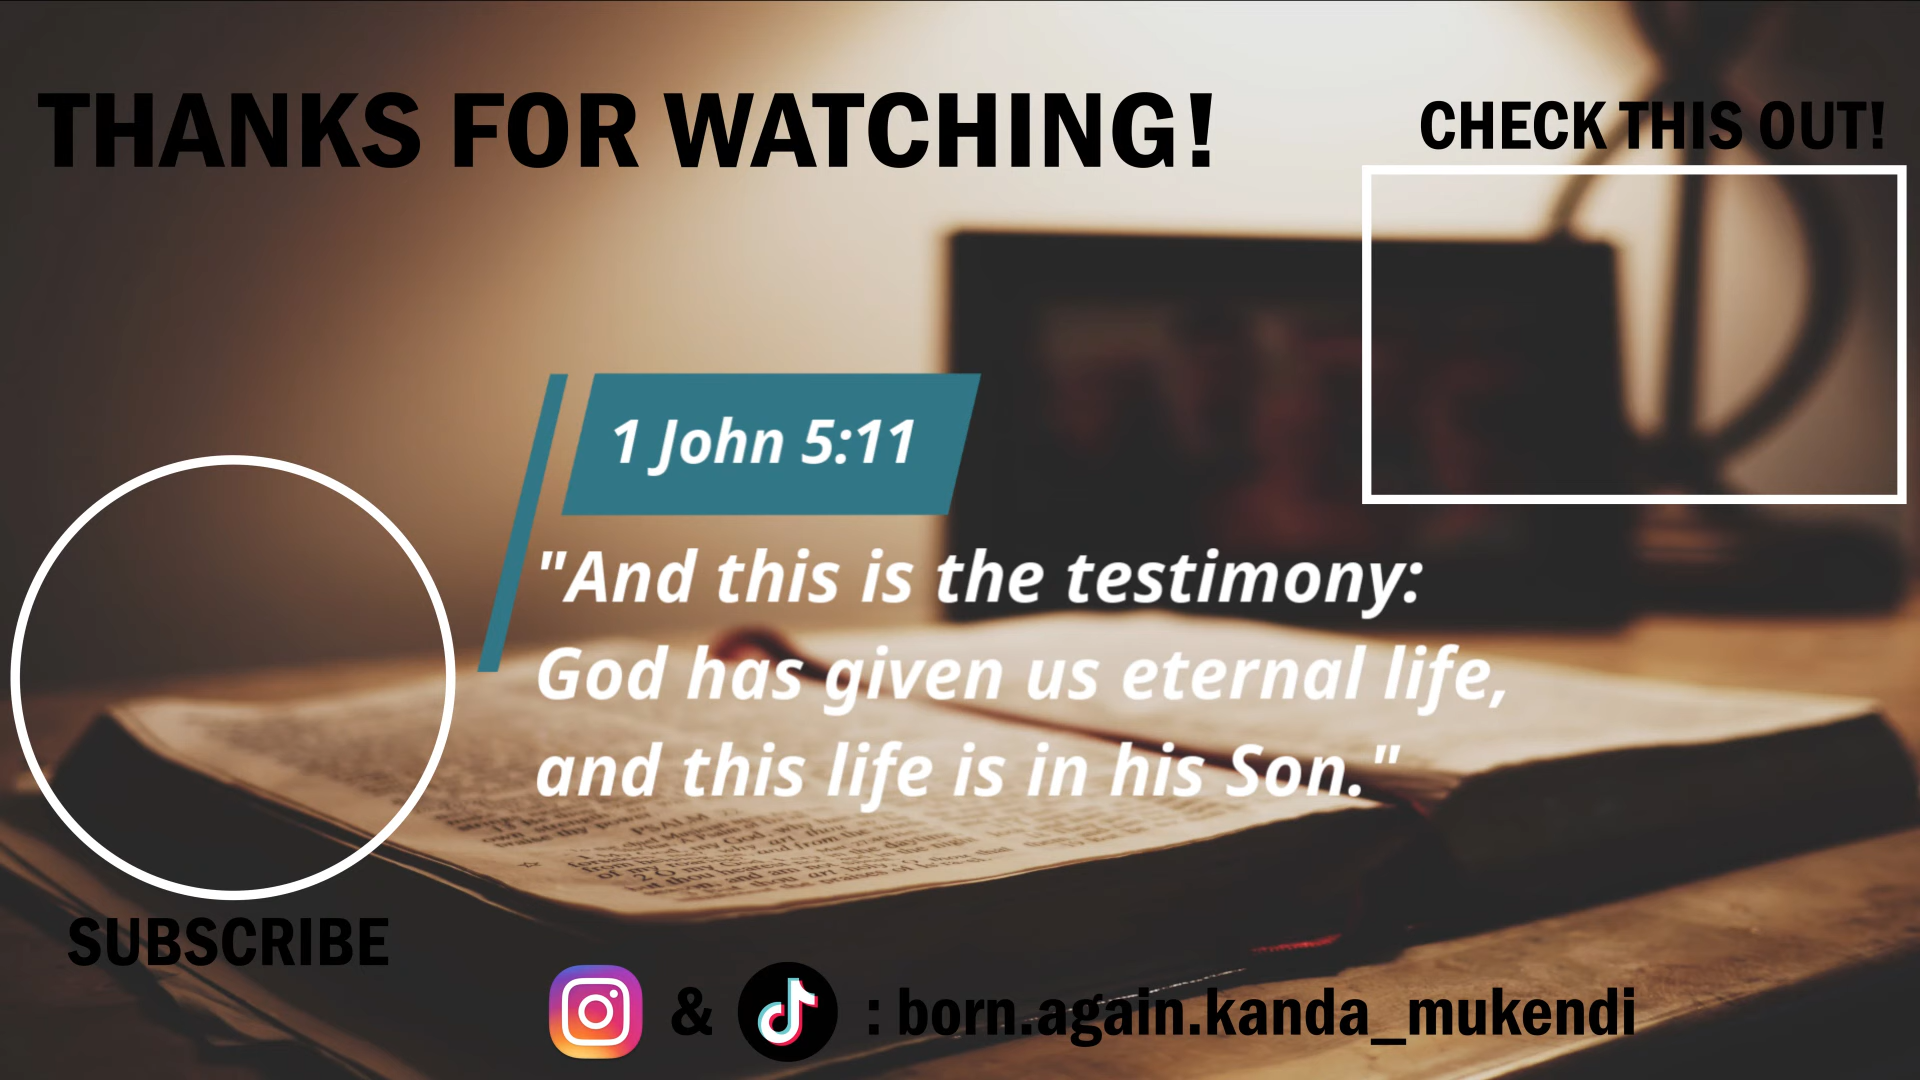 THANKS FOR WATCHING!
CHECK THIS OUT!
1 John 5:11
"And this is the testimony:
God has given us eternal life,
and this life is in his Son."
SUBSCRIBE
& : born.again.kanda_mukendi
PSALM